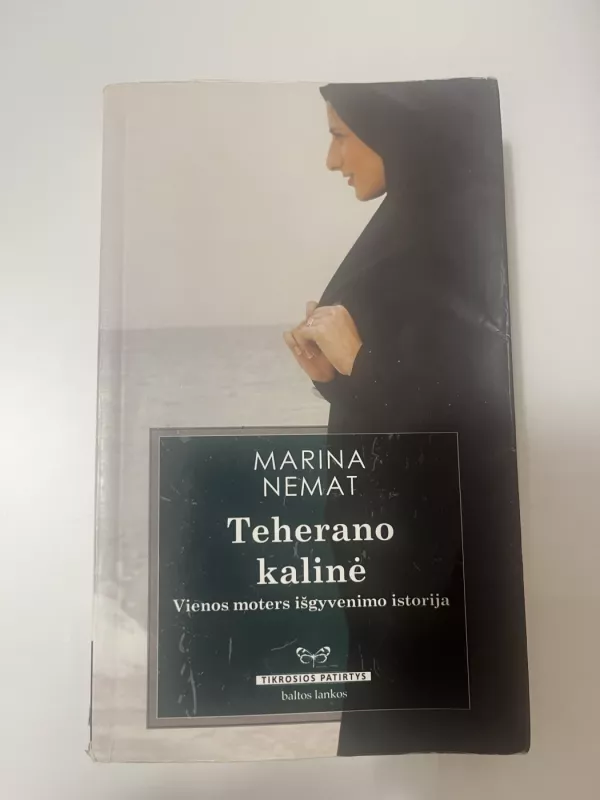 MARINA
NEMAT
Teherano
kalinė
Vienos moters išgyvenimo istorija
TIKROSIOS PATIRTYS
baltos lankos